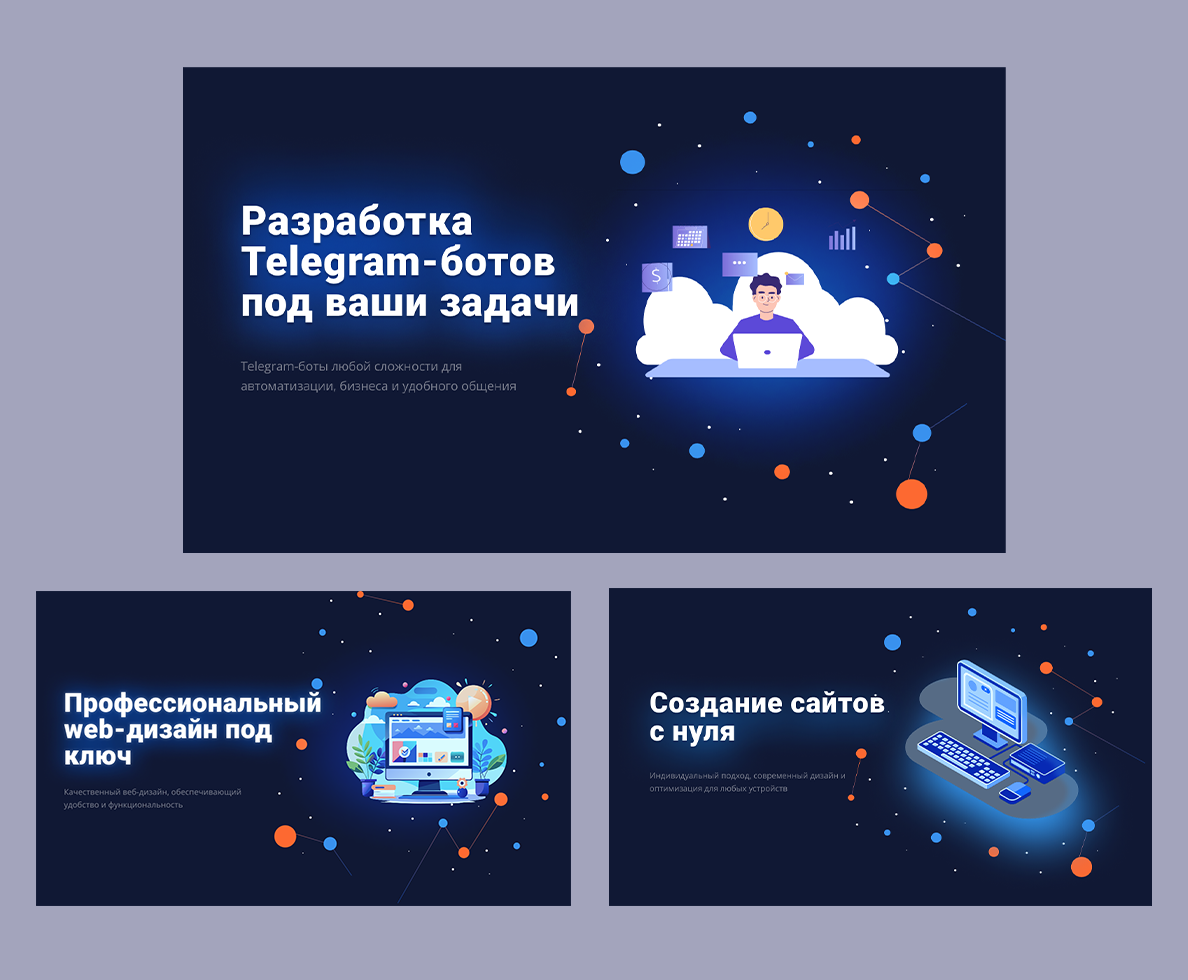 Разработка
Telegram-ботов
под ваши задачи
Telegram-боты любой сложности для
автоматизации, бизнеса и удобного общения
$
Профессиональный
web-дизайн под
ключ
Качественный веб-дизайн, обеспечивающий
удобство и функциональность
Создание сайтов
с нуля
Индивидуальный подход, современный дизайн и
оптимизация для любых устройств